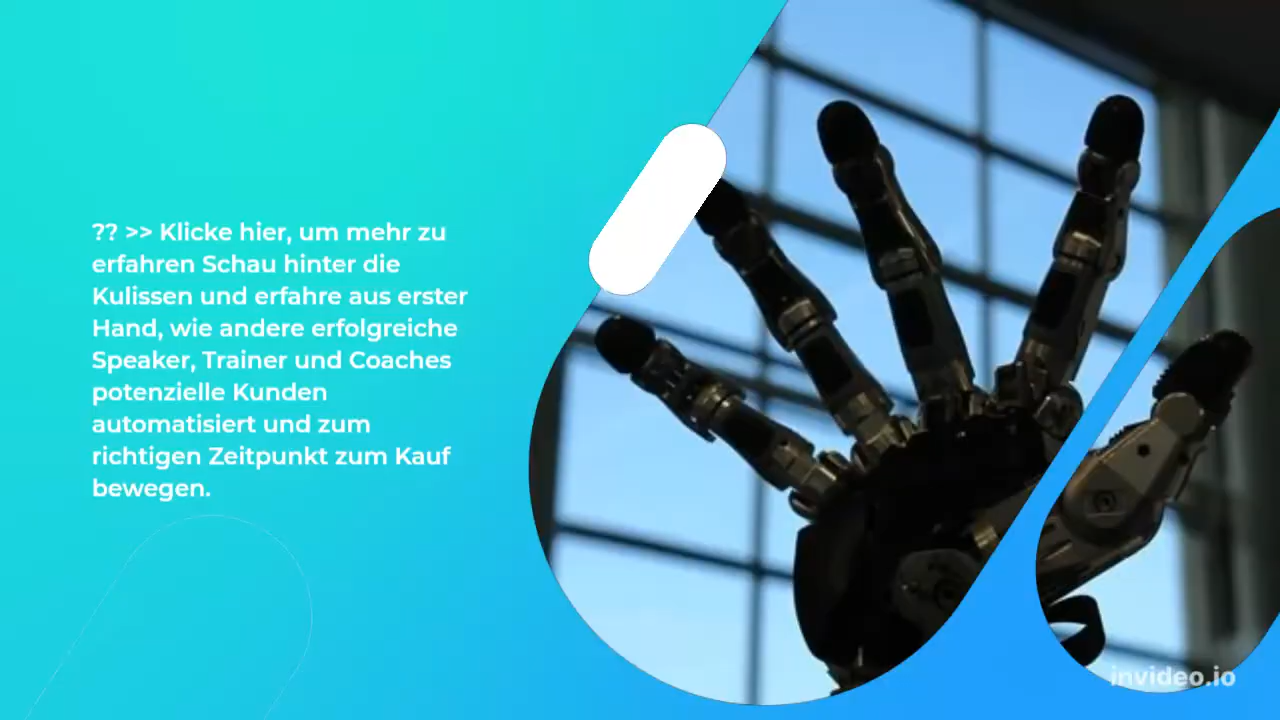 ?? >> Klicke hier, um mehr zu
erfahren Schau hinter die
Kulissen und erfahre aus erster
Hand, wie andere erfolgreiche
Speaker, Trainer und Coaches
potenzielle Kunden
automatisiert und zum
richtigen Zeitpunkt zum Kauf
bewegen.
invideo.io